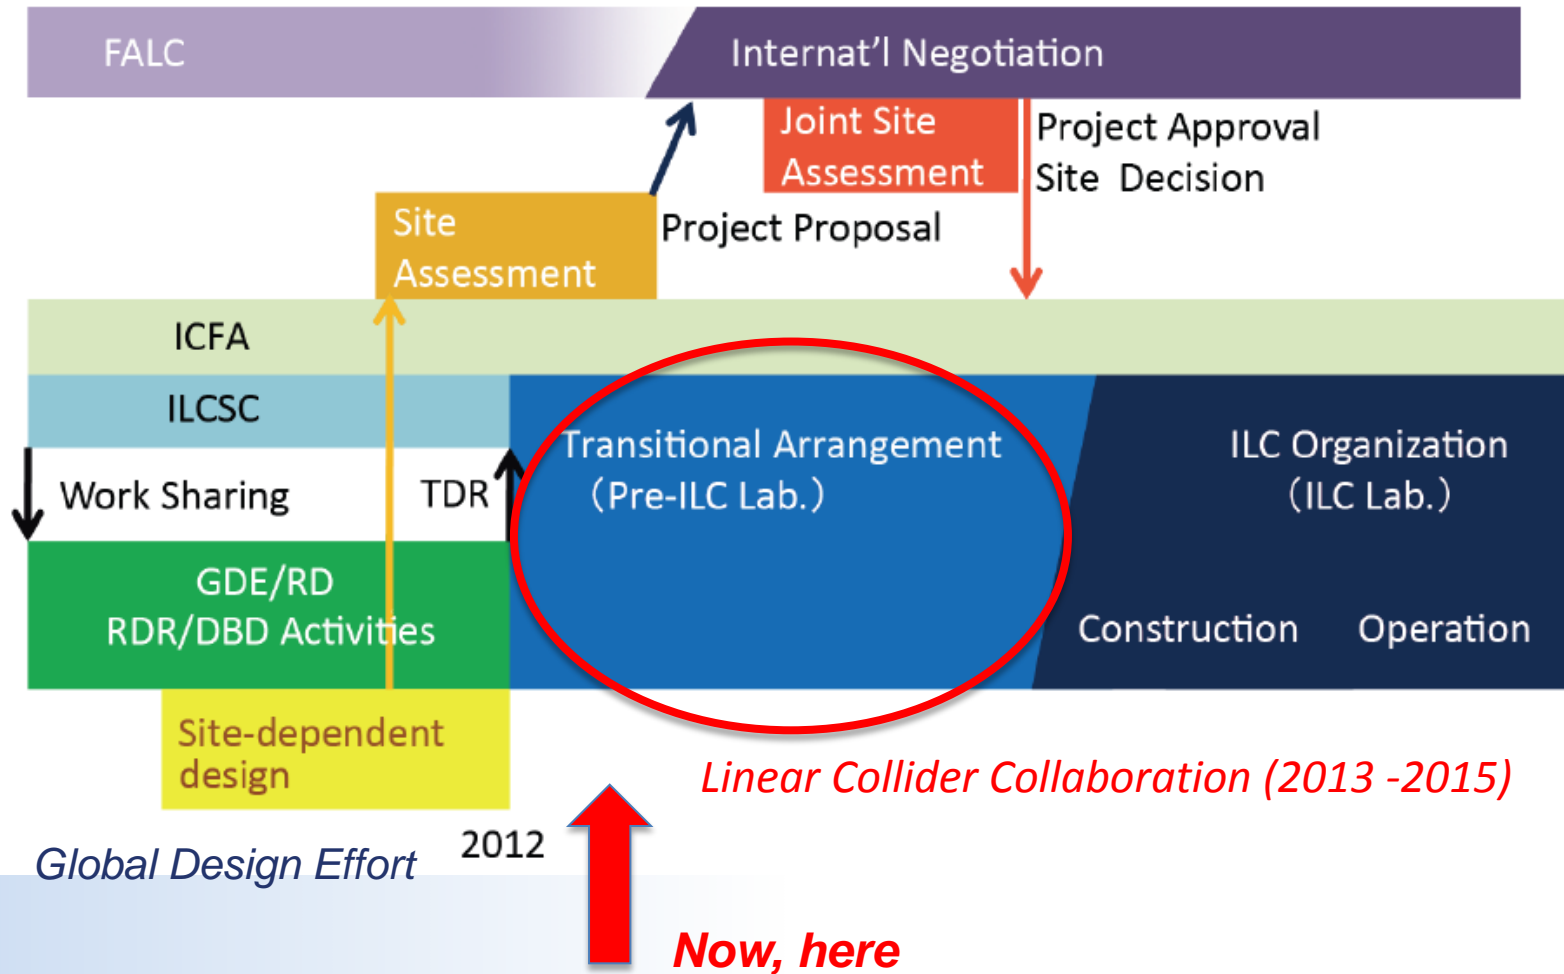 FALC
Internat’l Negotiation
Joint Site
Assessment
Project Approval
Site Decision
Site
Assessment
Project Proposal
ICFA
ILCSC
Work Sharing
TDR
Transitional Arrangement
（Pre-ILC Lab.）
ILC Organization
（ILC Lab.）
GDE/RD
RDR/DBD Activities
Construction
Operation
Site-dependent
design
Linear Collider Collaboration (2013 -2015)
2012
Global Design Effort
Now, here